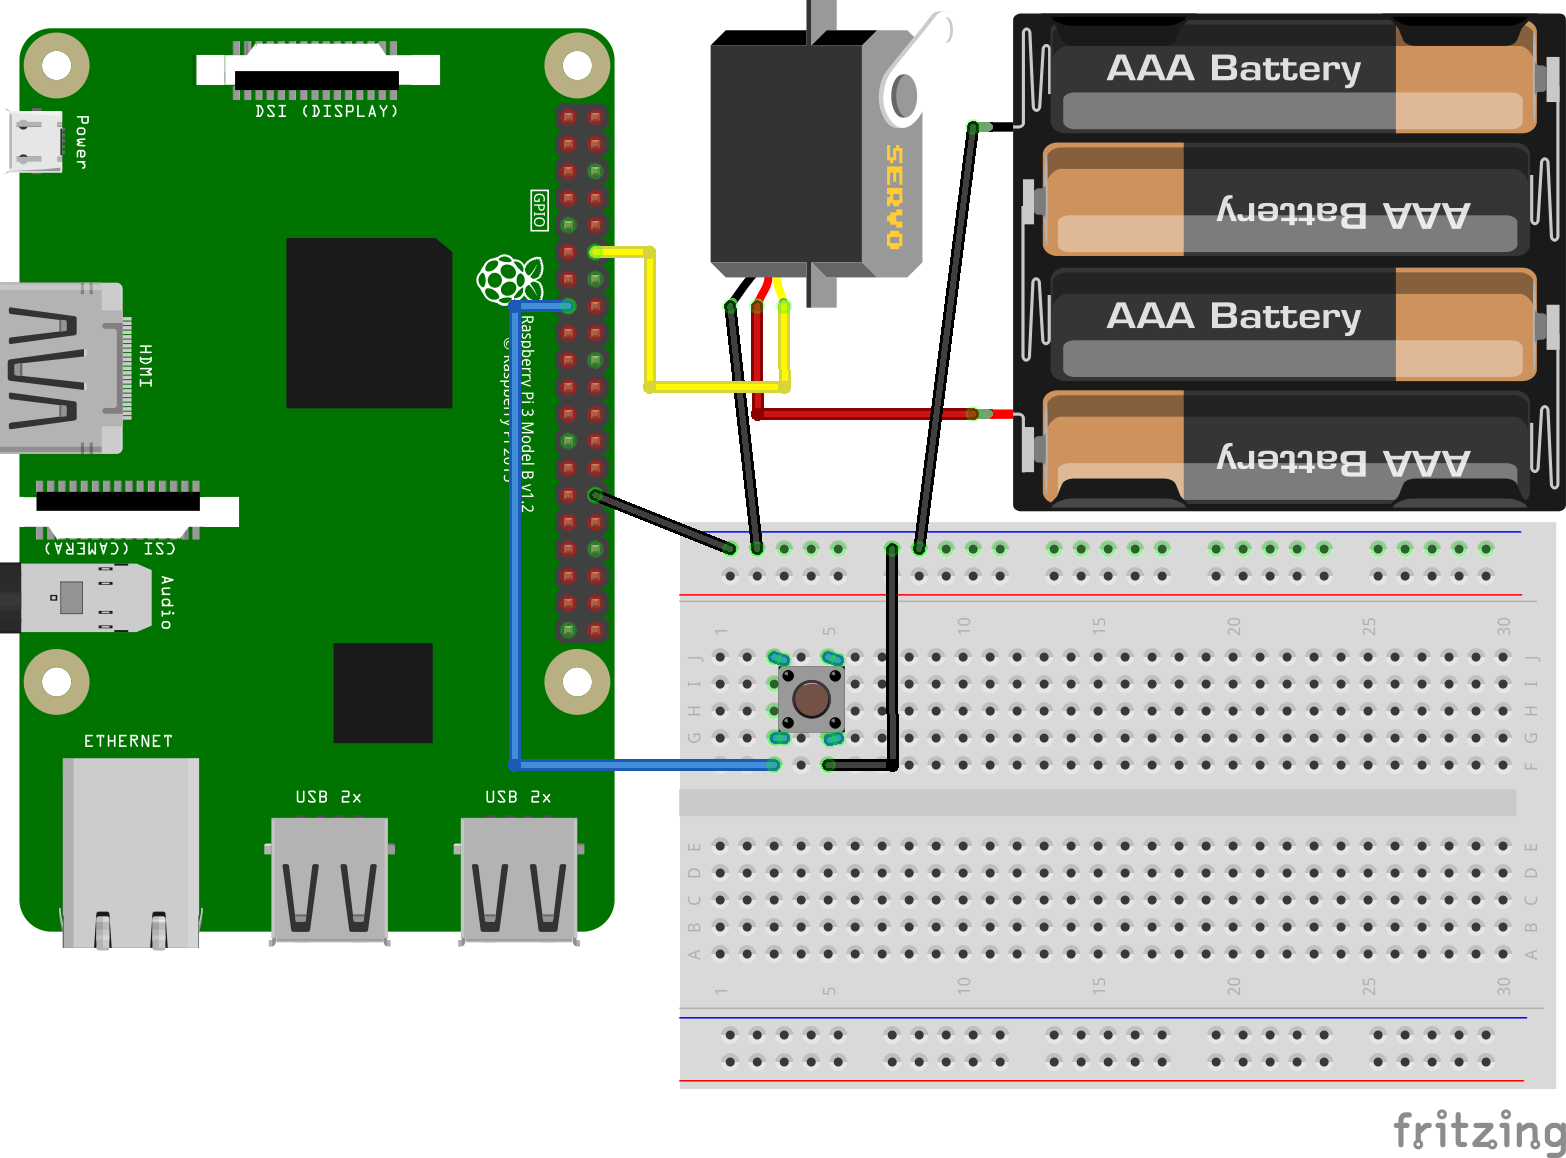 DSI (DISPLAY)
Power
GPIO
SERVO
AAA Battery
AAA Battery
AAA Battery
AAA Battery
HDMI
Raspberry Pi 3 Model B v1.2
© Raspberry Pi 2015
CSI (CAMERA)
Audio
ETHERNET
USB 2x
USB 2x
1 5 10 15 20 25 30
J J
I I
H H
G G
F F
E E
D D
C C
B B
A A
1 5 10 15 20 25 30
fritzing